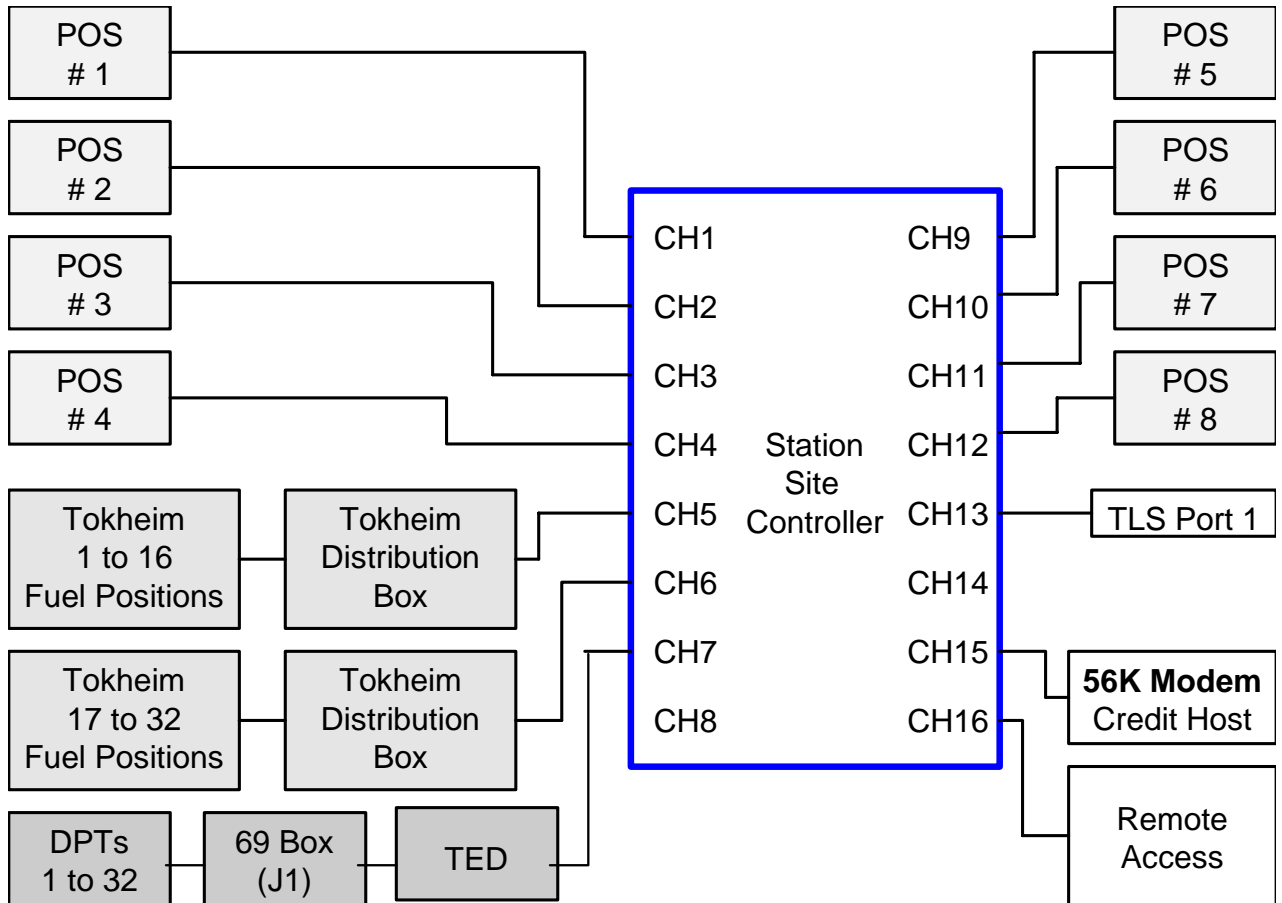 POS
# 1
POS
# 2
POS
# 3
POS
# 4
Tokheim
1 to 16
Fuel Positions
Tokheim
Distribution
Box
Tokheim
17 to 32
Fuel Positions
Tokheim
Distribution
Box
DPTs
1 to 32
69 Box
(J1)
TED
CH1
CH2
CH3
CH4
CH5
CH6
CH7
CH8
Station
Site
Controller
CH9
CH10
CH11
CH12
CH13
CH14
CH15
CH16
POS
# 5
POS
# 6
POS
# 7
POS
# 8
TLS Port 1
56K Modem
Credit Host
Remote
Access